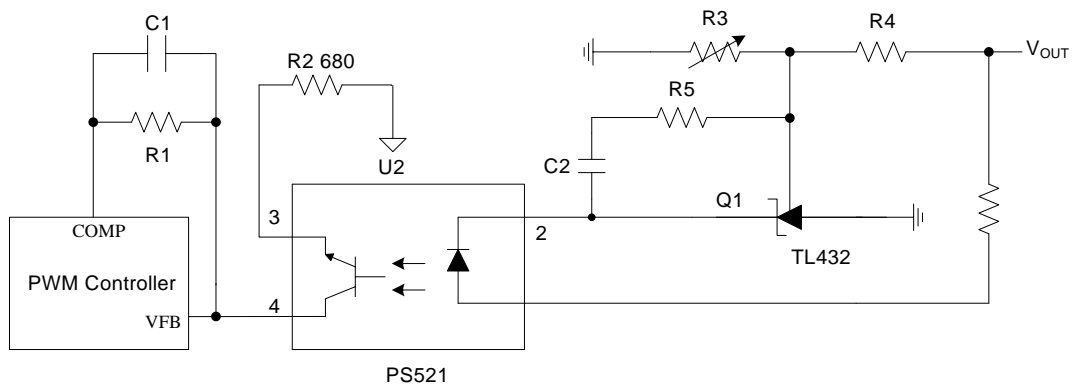 C1
R3
R4
VOUT
R2 680
R5
R1
U2
C2
Q1
3
2
COMP
TL432
PWM Controller
4
VFB
PS521